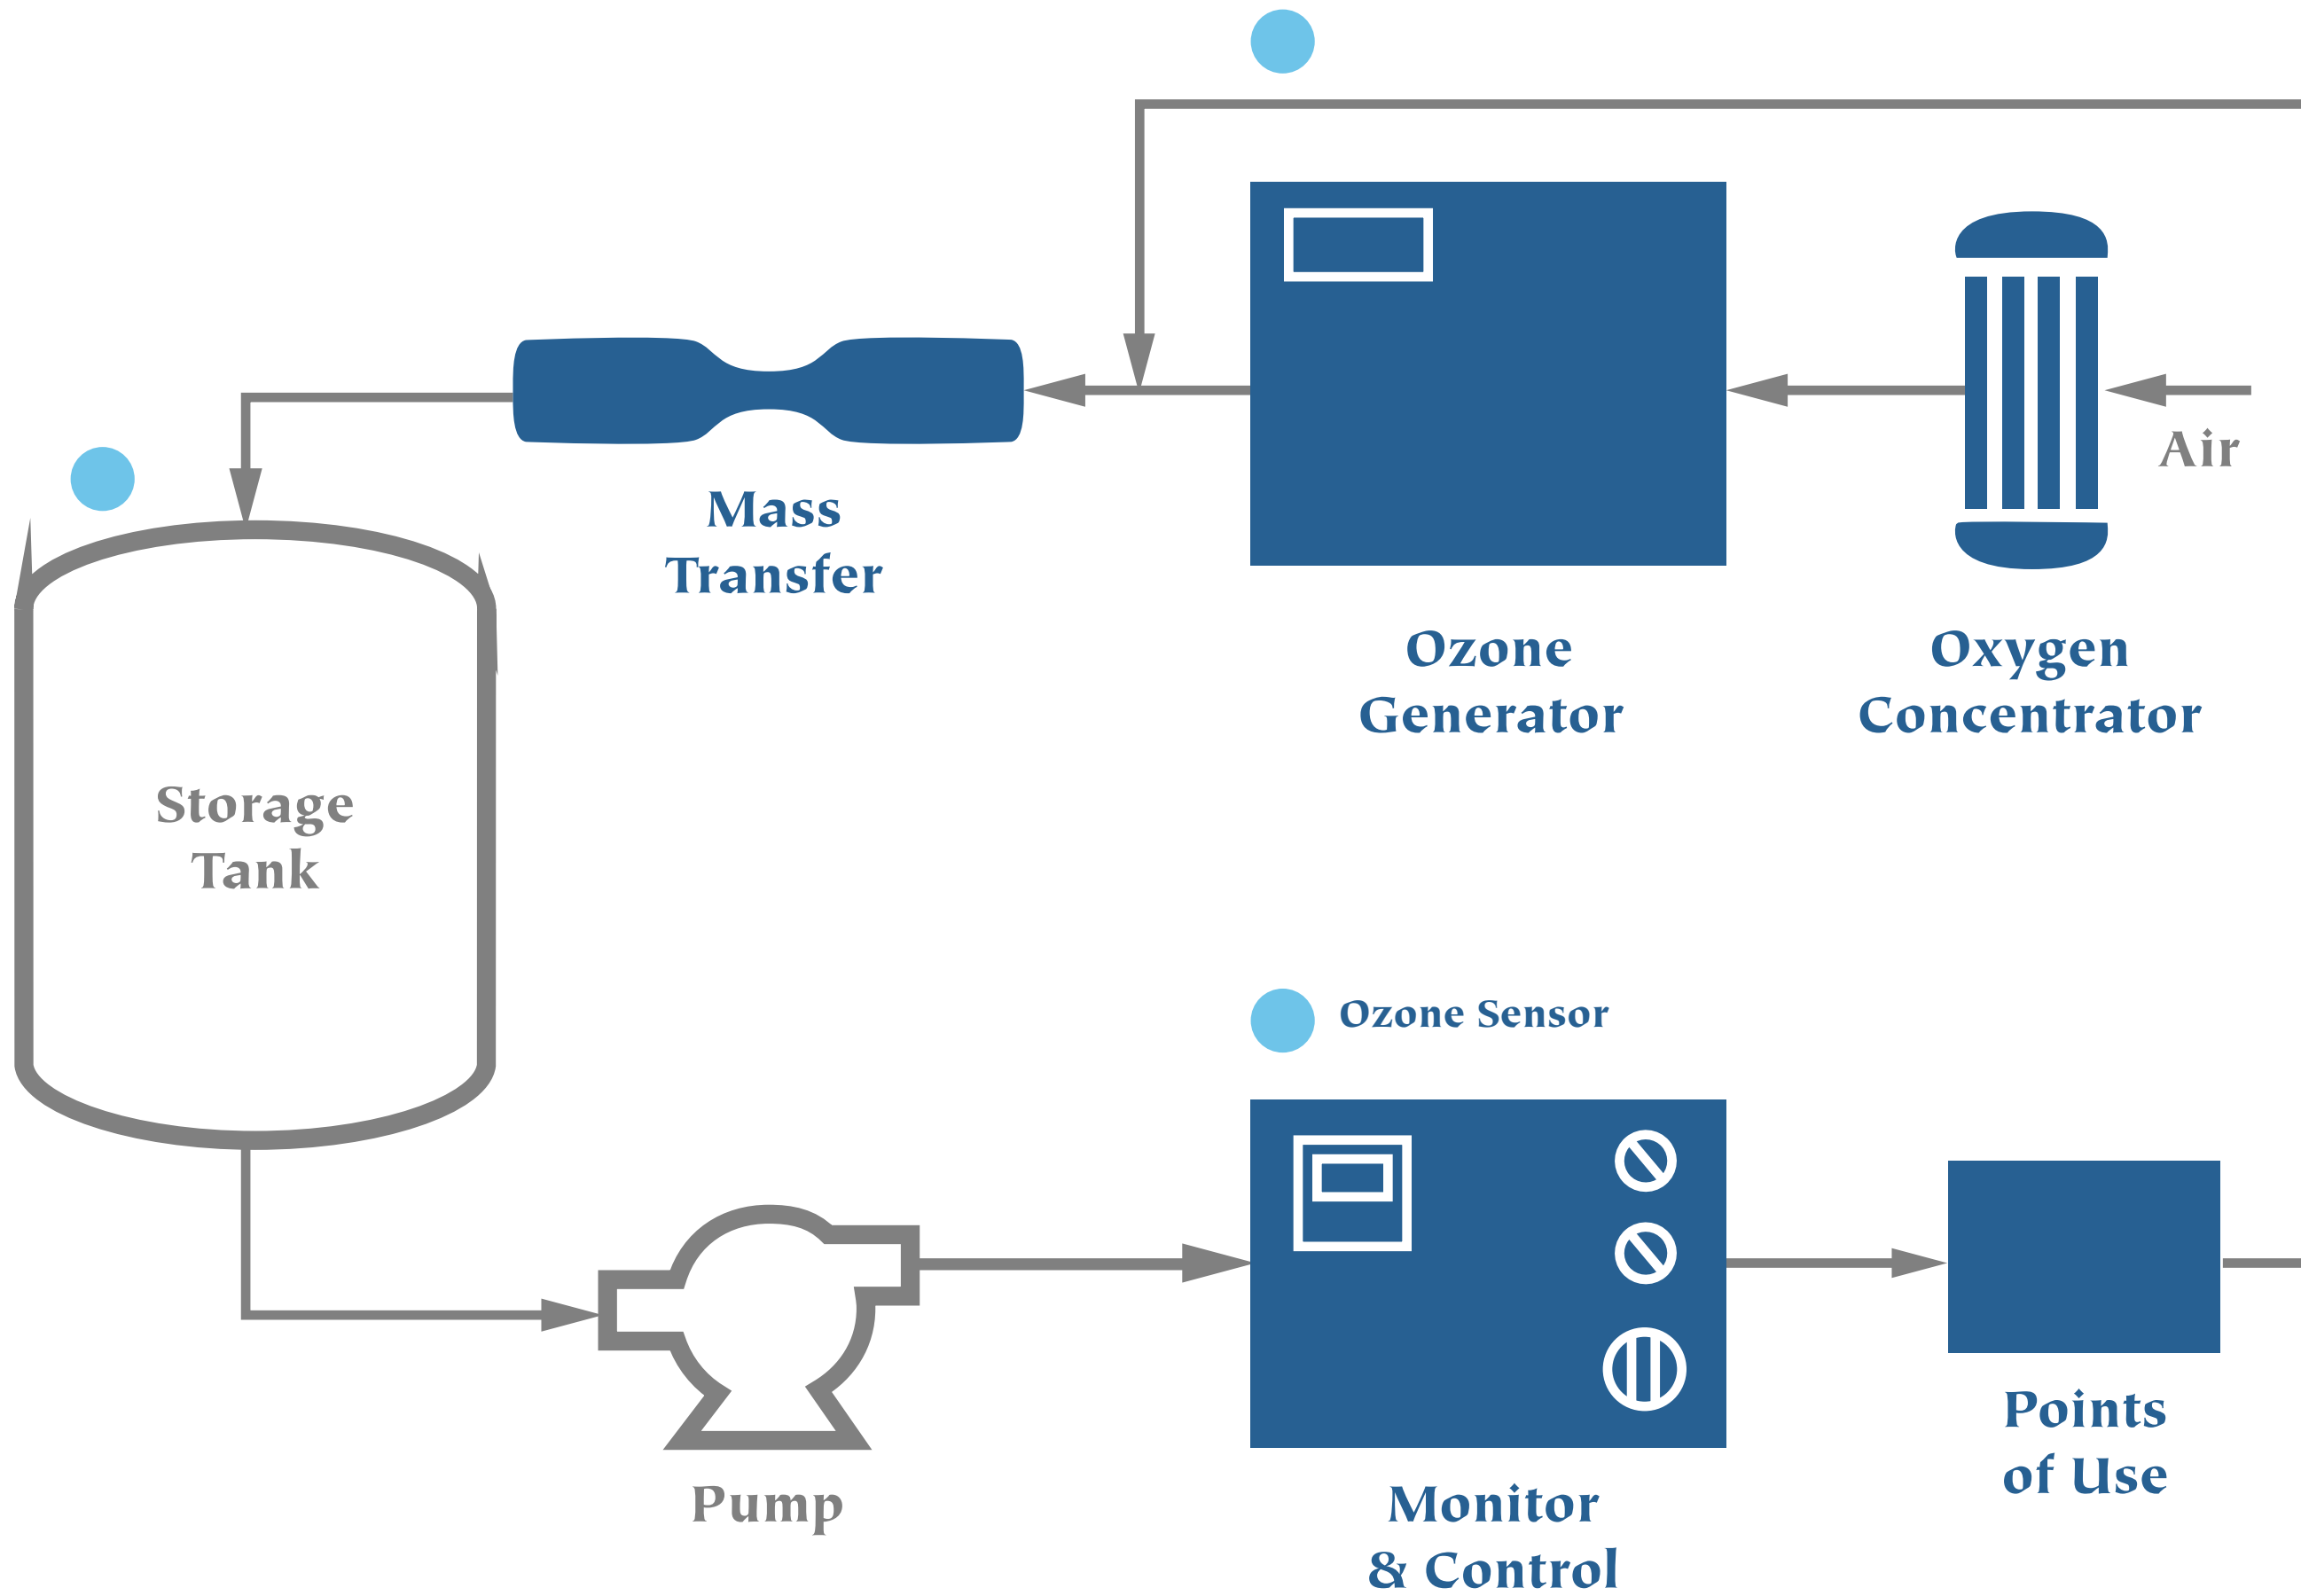 Air
Mass
Transfer
Ozone
Generator
Oxygen
Concentrator
Storage
Tank
Ozone Sensor
Points
of Use
Pump
Monitor
& Control